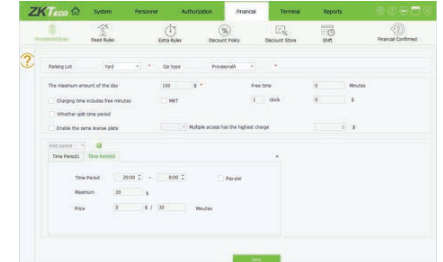 ZKTeco System Personnel Authorization Financial Terminal Reports
Fixed Rules Extra Rules Discount Policy Discount Store Shift Financial Confirmed
Parking List Yard * Car type ProvisionalA *
The maximum amount of the day 100 $ * Free time 0 Minutes
Charging time includes free minutes MET 1 clock 0 $
Whether split time period
Enable the same license plate Multiple access has the highest charge 0 $
Add period
Time Period1 Time Period2 ×
Time Period 20:00 - 8:00 Pay-per
Maximum 20 $
Price 5 $ / 30 Minutes